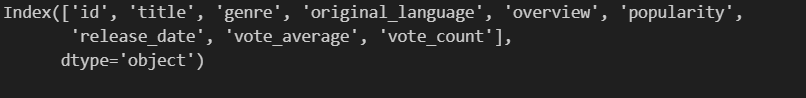 Index(['id', 'title', 'genre', 'original_language', 'overview', 'popularity',
       'release_date', 'vote_average', 'vote_count'],
      dtype='object')